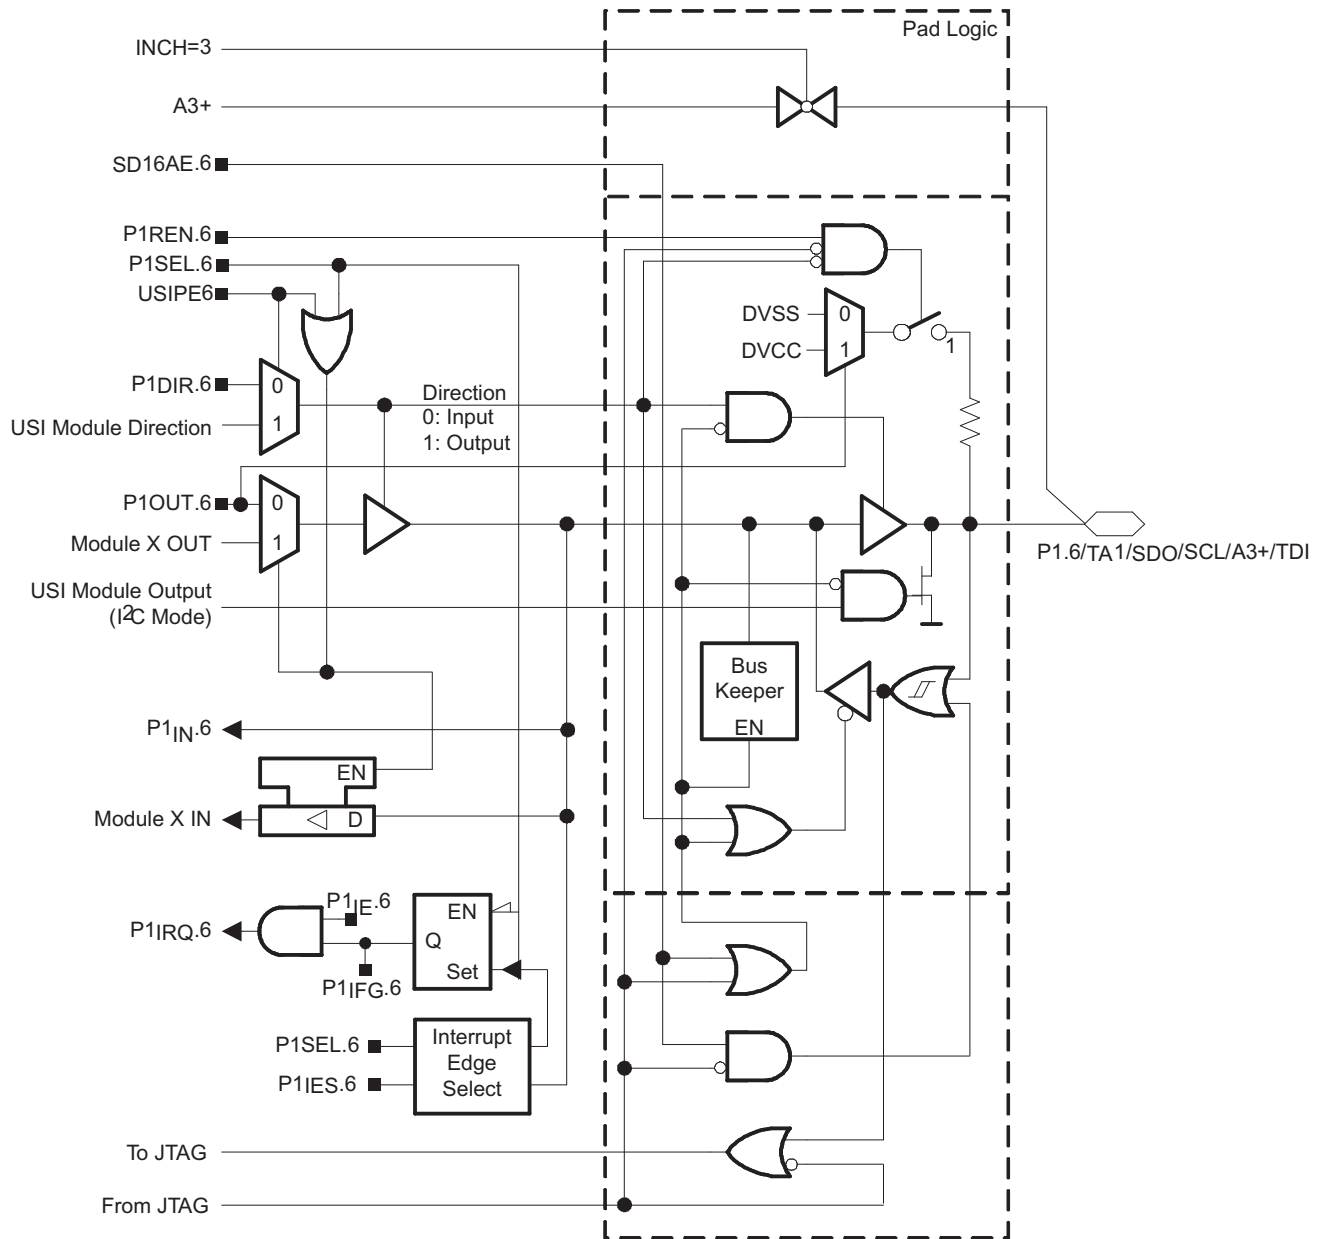 Pad Logic
INCH=3
A3+
SD16AE.6
P1REN.6
P1SEL.6
USIPE6
DVSS
0
DVCC
1
1
P1DIR.6
0
USI Module Direction
1
Direction
0: Input
1: Output
P1OUT.6
0
Module X OUT
1
P1.6/TA1/SDO/SCL/A3+/TDI
USI Module Output
(I2C Mode)
Bus
Keeper
EN
P1IN.6
EN
Module X IN
D
P1IE.6
EN
P1IRQ.6
Q
Set
P1IFG.6
P1SEL.6
Interrupt
Edge
Select
P1IES.6
To JTAG
From JTAG